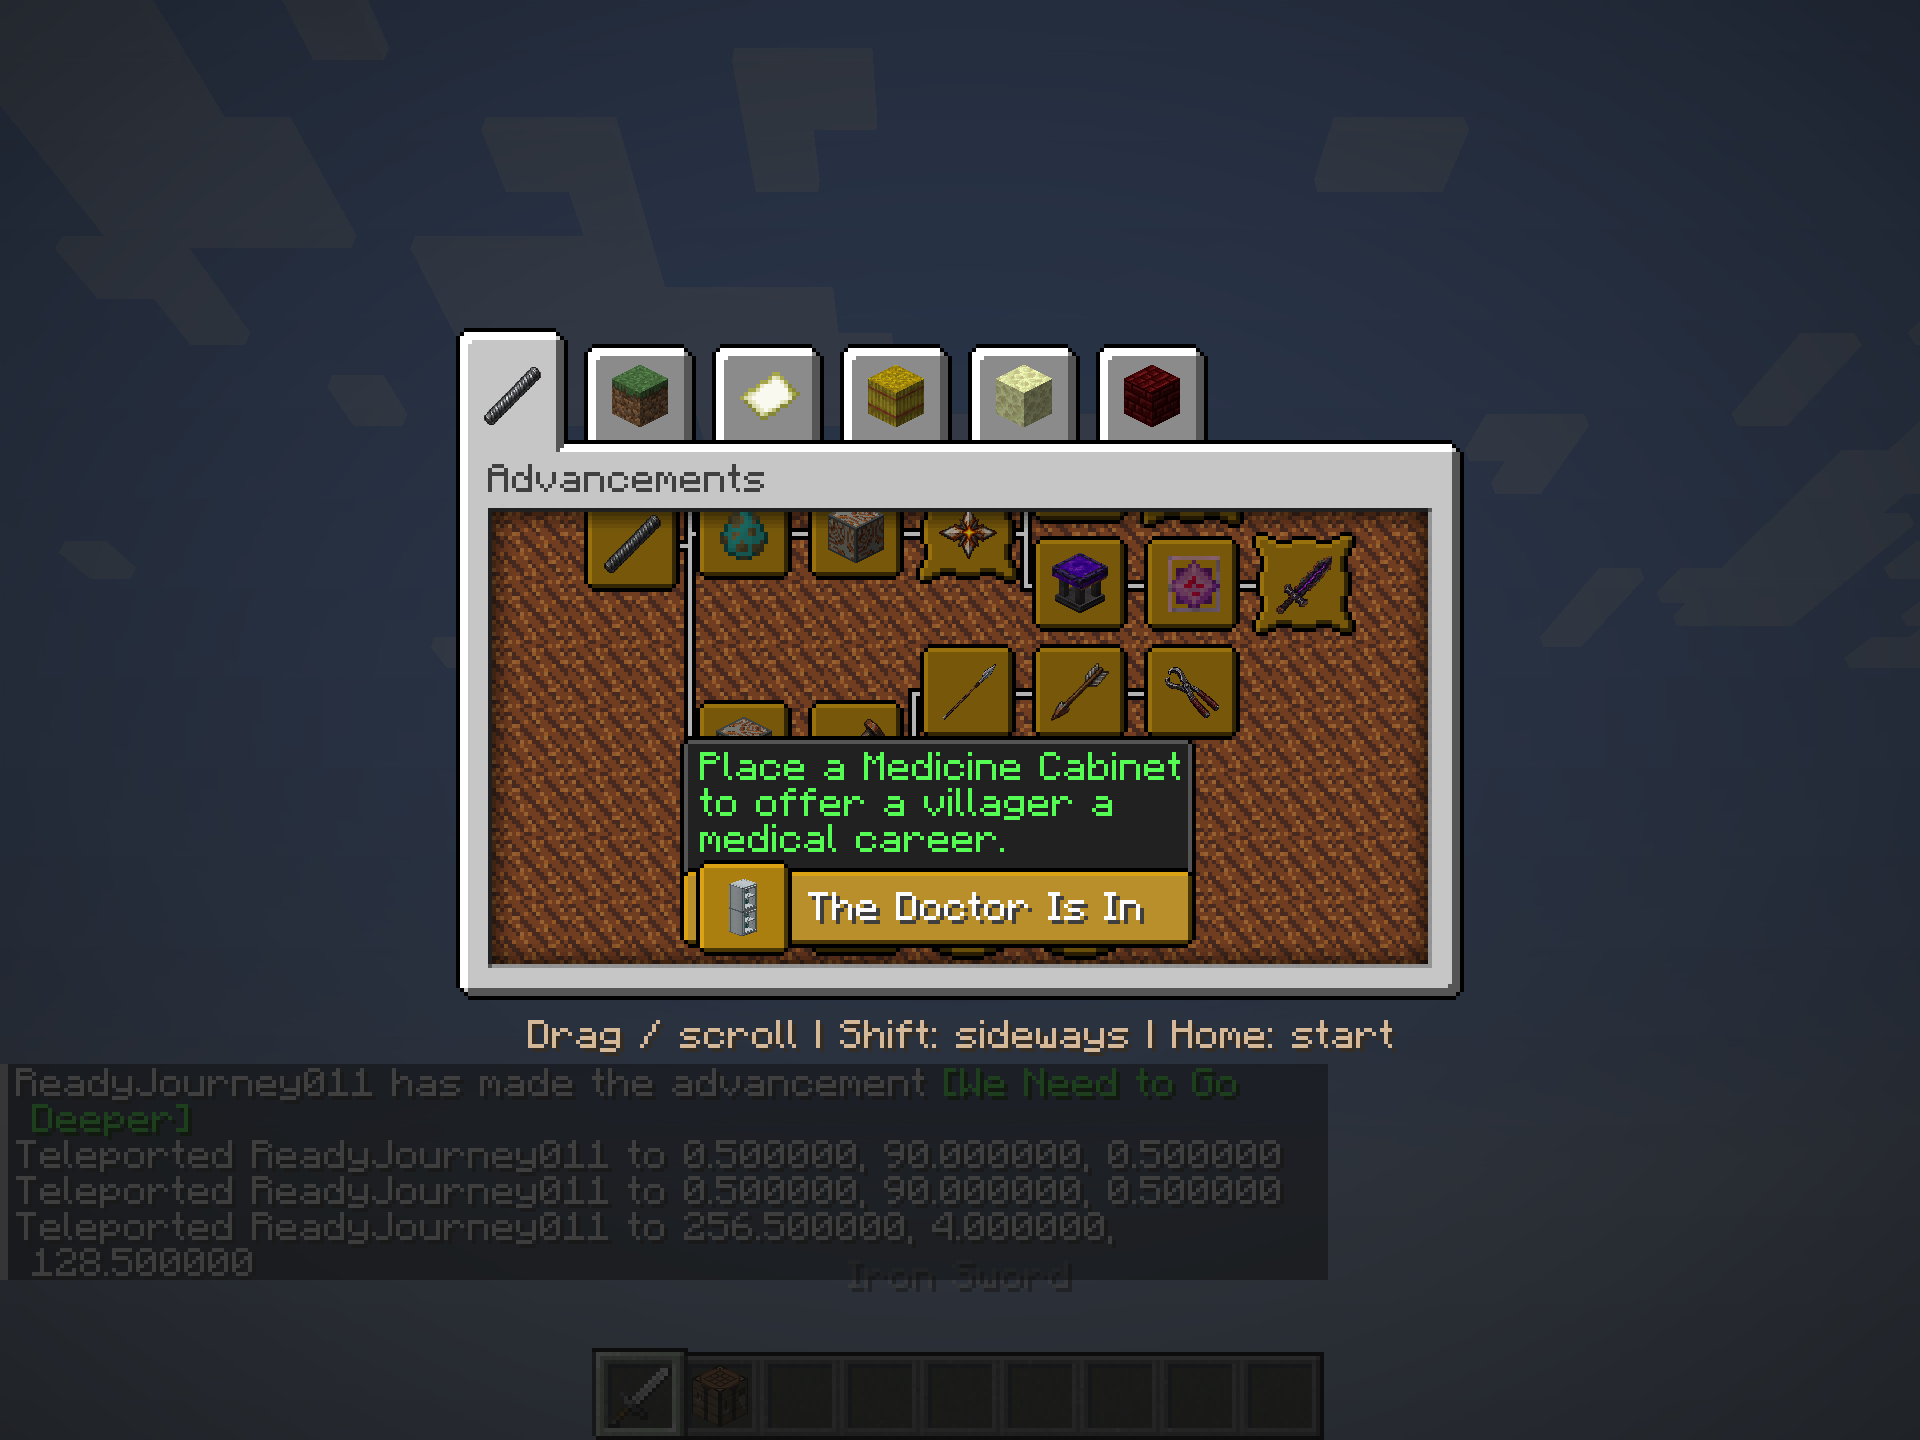 Advancements
Place a Medicine Cabinet
to offer a villager a
medical career.
The Doctor Is In
Drag / scroll | Shift: sideways | Home: start
ReadyJourney011 has made the advancement [We Need to Go
Deeper]
Teleported ReadyJourney011 to 0.500000, 90.000000, 0.500000
Teleported ReadyJourney011 to 0.500000, 90.000000, 0.500000
Teleported ReadyJourney011 to 256.500000, 4.000000,
128.500000
Iron Sword